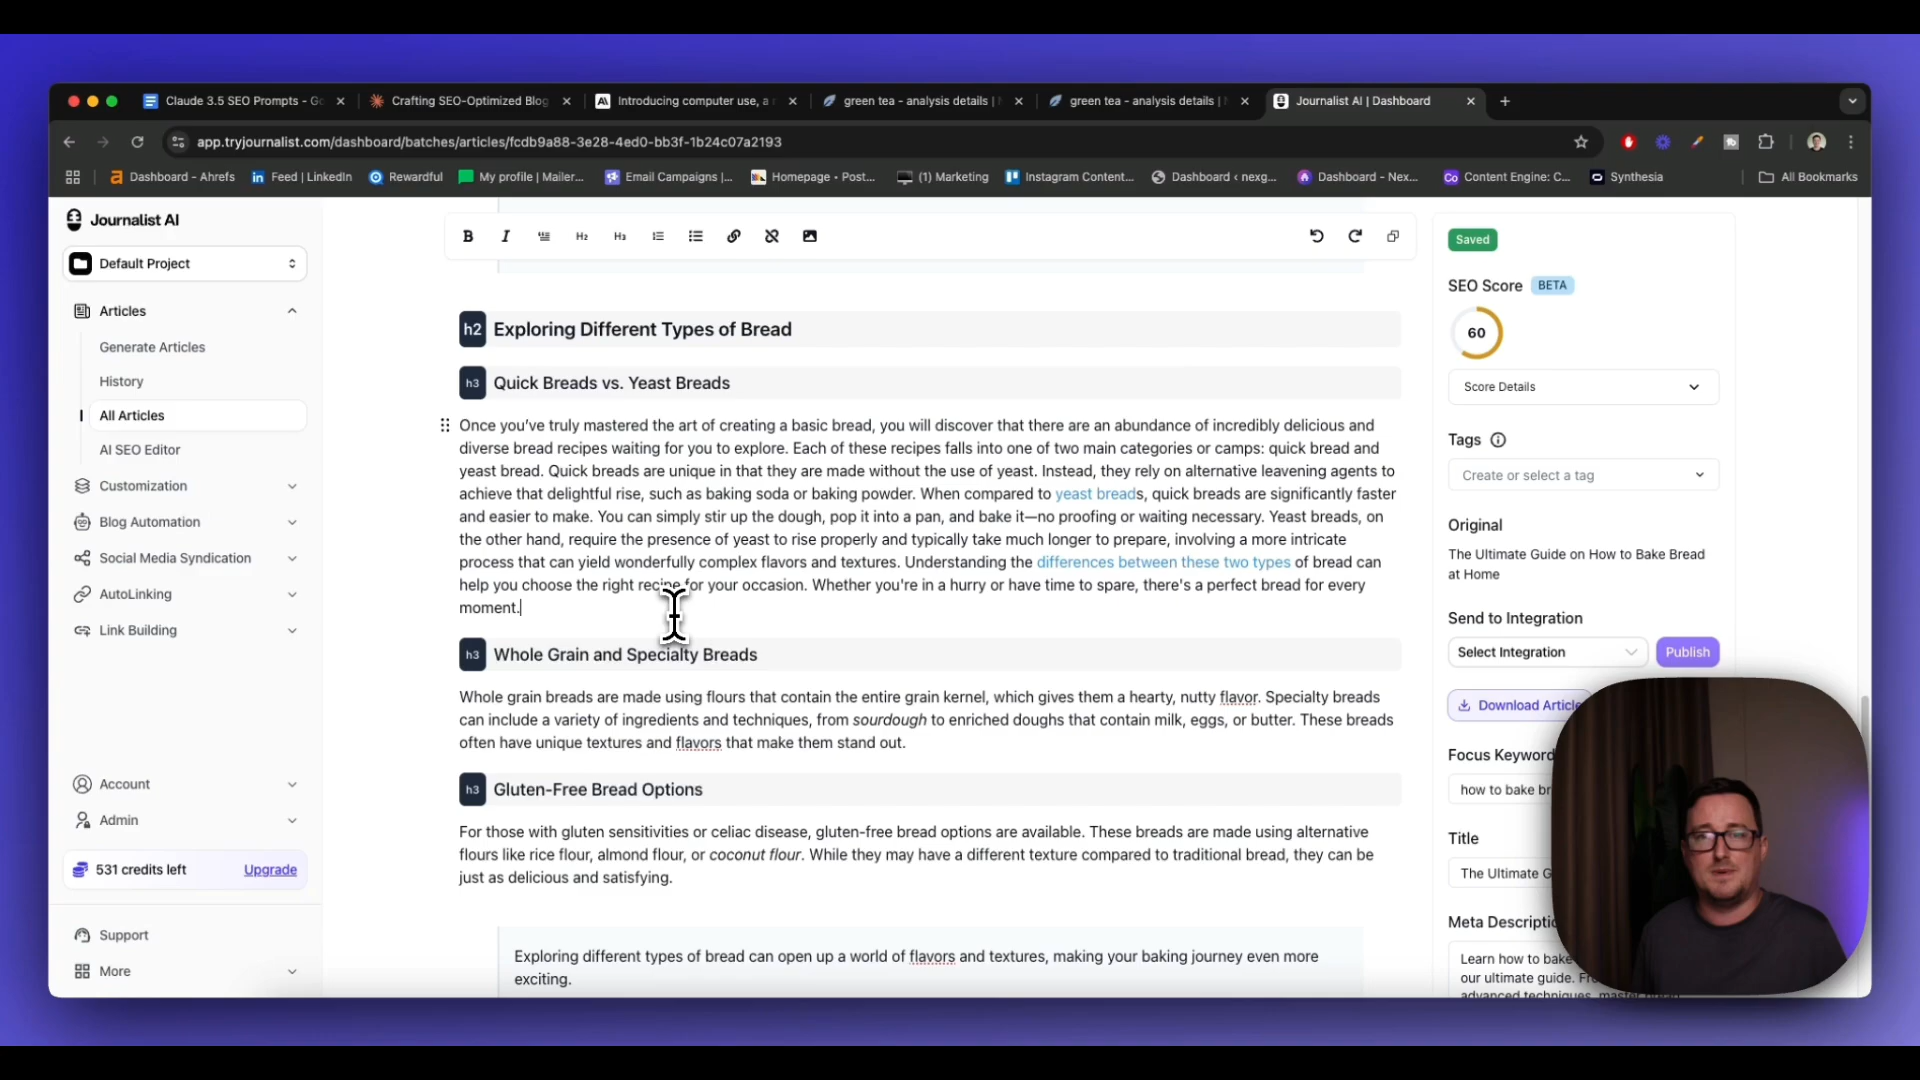 Claude 3.5 SEO Prompts - Go
Crafting SEO-Optimized Blog
Introducing computer use, a
green tea - analysis details |
green tea - analysis details |
Journalist AI | Dashboard
app.tryjournalist.com/dashboard/batches/articles/fcdb9a88-3e28-4ed0-bb3f-1b24c07a2193
Dashboard - Ahrefs
Feed | LinkedIn
Rewardful
My profile | Mailer...
Email Campaigns |...
Homepage • Post...
(1) Marketing
Instagram Content...
Dashboard ‹ nexg...
Dashboard - Nex...
Content Engine: C...
Synthesia
All Bookmarks
Journalist AI
Default Project
Articles
Generate Articles
History
All Articles
AI SEO Editor
Customization
Blog Automation
Social Media Syndication
AutoLinking
Link Building
Account
Admin
531 credits left Upgrade
Support
More
B I H2 H3
h2 Exploring Different Types of Bread
h3 Quick Breads vs. Yeast Breads
Once you've truly mastered the art of creating a basic bread, you will discover that there are an abundance of incredibly delicious and
diverse bread recipes waiting for you to explore. Each of these recipes falls into one of two main categories or camps: quick bread and
yeast bread. Quick breads are unique in that they are made without the use of yeast. Instead, they rely on alternative leavening agents to
achieve that delightful rise, such as baking soda or baking powder. When compared to yeast breads, quick breads are significantly faster
and easier to make. You can simply stir up the dough, pop it into a pan, and bake it—no proofing or waiting necessary. Yeast breads, on
the other hand, require the presence of yeast to rise properly and typically take much longer to prepare, involving a more intricate
process that can yield wonderfully complex flavors and textures. Understanding the differences between these two types of bread can
help you choose the right recipe for your occasion. Whether you're in a hurry or have time to spare, there's a perfect bread for every
moment.
h3 Whole Grain and Specialty Breads
Whole grain breads are made using flours that contain the entire grain kernel, which gives them a hearty, nutty flavor. Specialty breads
can include a variety of ingredients and techniques, from sourdough to enriched doughs that contain milk, eggs, or butter. These breads
often have unique textures and flavors that make them stand out.
h3 Gluten-Free Bread Options
For those with gluten sensitivities or celiac disease, gluten-free bread options are available. These breads are made using alternative
flours like rice flour, almond flour, or coconut flour. While they may have a different texture compared to traditional bread, they can be
just as delicious and satisfying.
Exploring different types of bread can open up a world of flavors and textures, making your baking journey even more
exciting.
Saved
SEO Score BETA
60
Score Details
Tags
Create or select a tag
Original
The Ultimate Guide on How to Bake Bread
at Home
Send to Integration
Select Integration
Publish
Download Article
Focus Keyword
how to bake br
Title
The Ultimate G
Meta Descriptio
Learn how to bake
our ultimate guide. Fr
advanced techniques, master bread